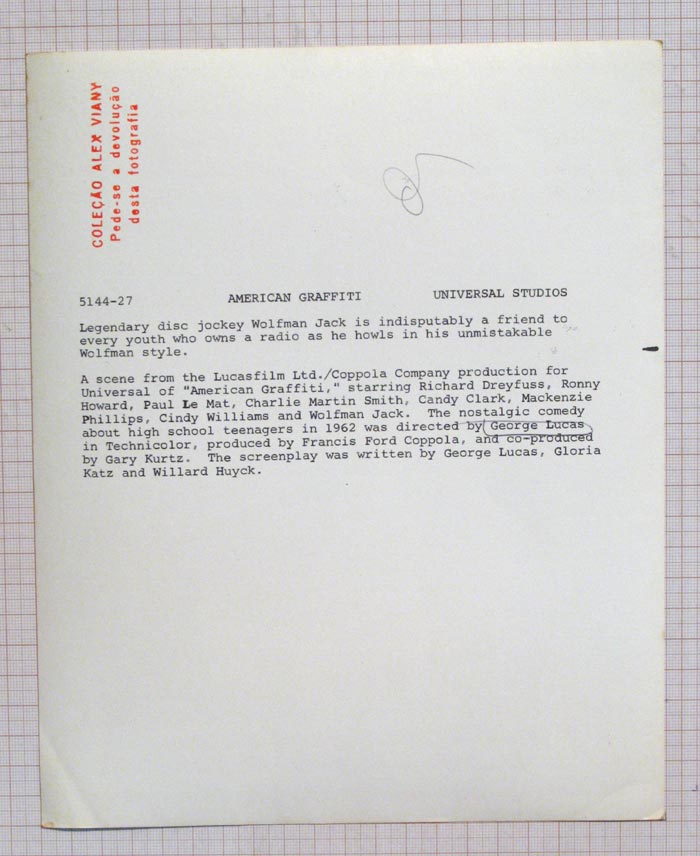 COLEÇÃO ALEX VIANY
Pede-se a devolução
desta fotografia
5144-27 AMERICAN GRAFFITI UNIVERSAL STUDIOS
Legendary disc jockey Wolfman Jack is indisputably a friend to
every youth who owns a radio as he howls in his unmistakable
Wolfman style.
A scene from the Lucasfilm Ltd./Coppola Company production for
Universal of "American Graffiti," starring Richard Dreyfuss, Ronny
Howard, Paul Le Mat, Charlie Martin Smith, Candy Clark, Mackenzie
Phillips, Cindy Williams and Wolfman Jack. The nostalgic comedy
about high school teenagers in 1962 was directed by George Lucas
in Technicolor, produced by Francis Ford Coppola, and co-produced
by Gary Kurtz. The screenplay was written by George Lucas, Gloria
Katz and Willard Huyck.